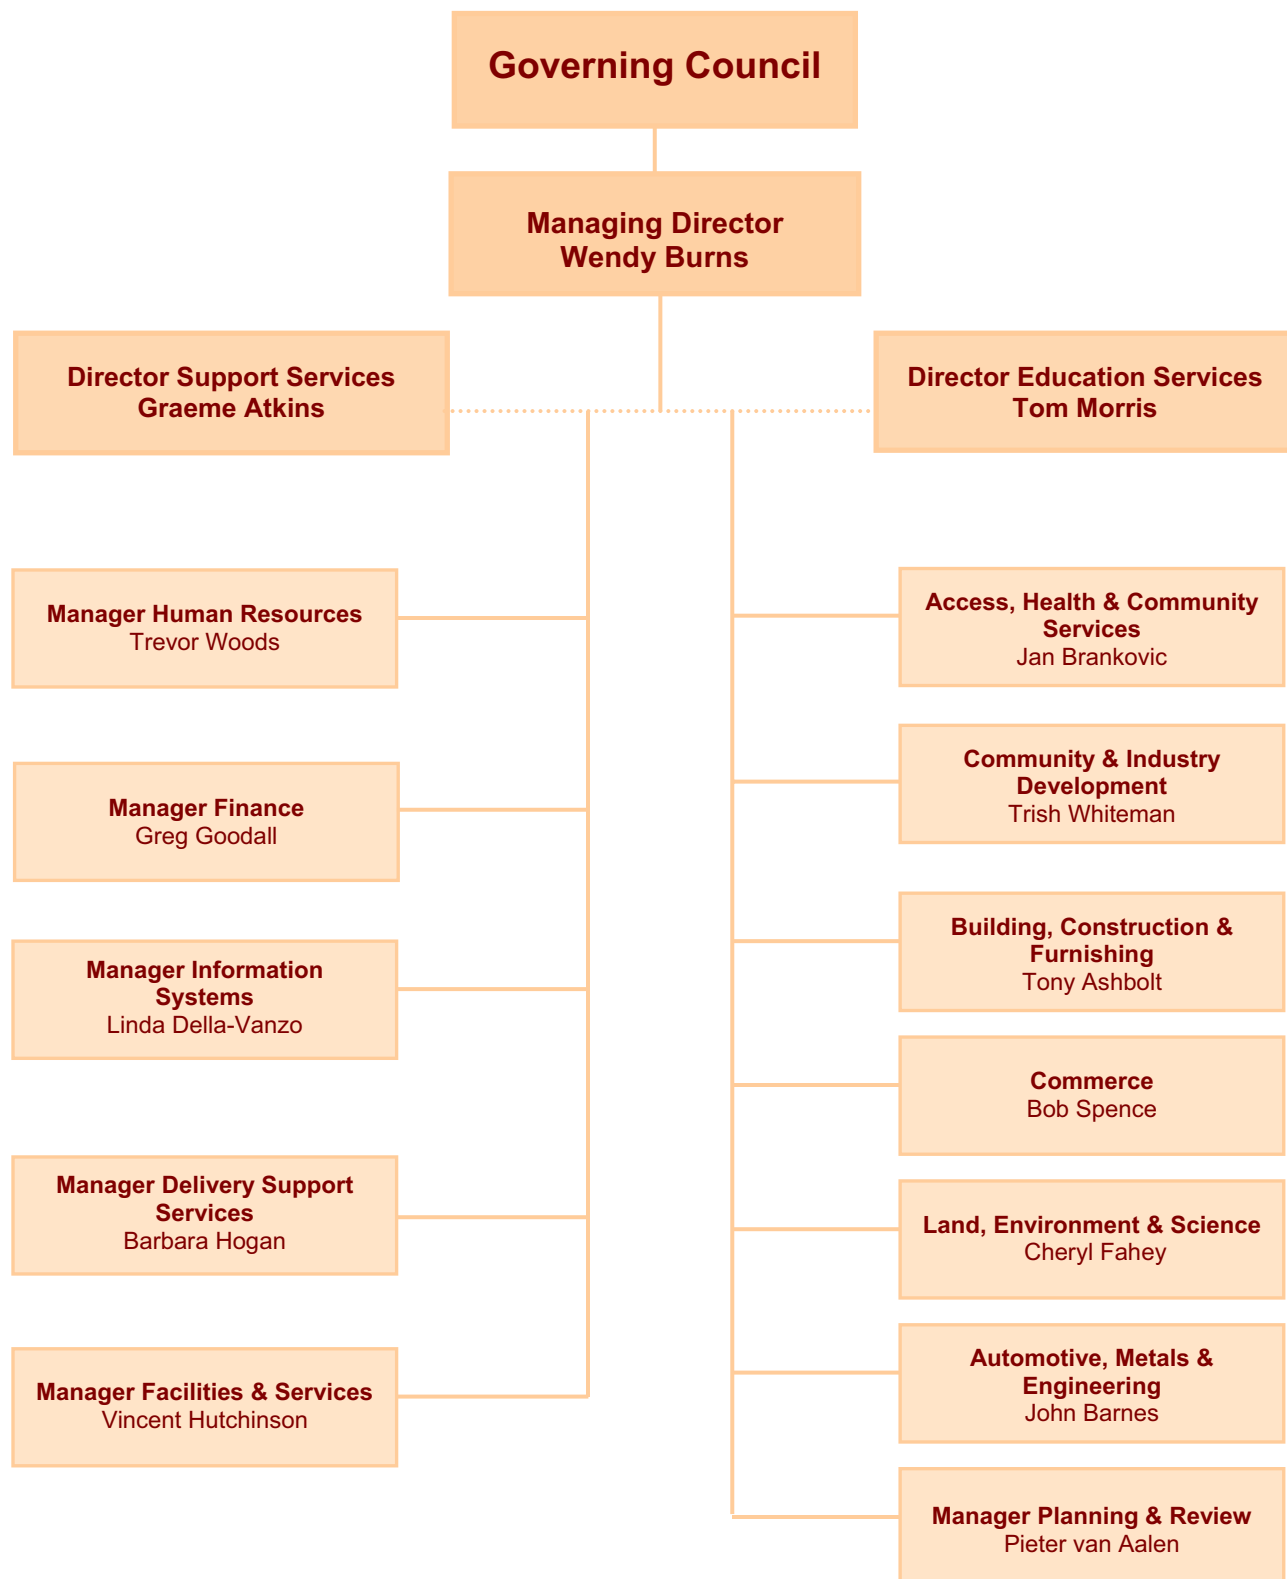 Governing Council
Managing Director
Wendy Burns
Director Support Services
Graeme Atkins
Director Education Services
Tom Morris
Manager Human Resources
Trevor Woods
Manager Finance
Greg Goodall
Manager Information
Systems
Linda Della-Vanzo
Manager Delivery Support
Services
Barbara Hogan
Manager Facilities & Services
Vincent Hutchinson
Access, Health & Community
Services
Jan Brankovic
Community & Industry
Development
Trish Whiteman
Building, Construction &
Furnishing
Tony Ashbolt
Commerce
Bob Spence
Land, Environment & Science
Cheryl Fahey
Automotive, Metals &
Engineering
John Barnes
Manager Planning & Review
Pieter van Aalen